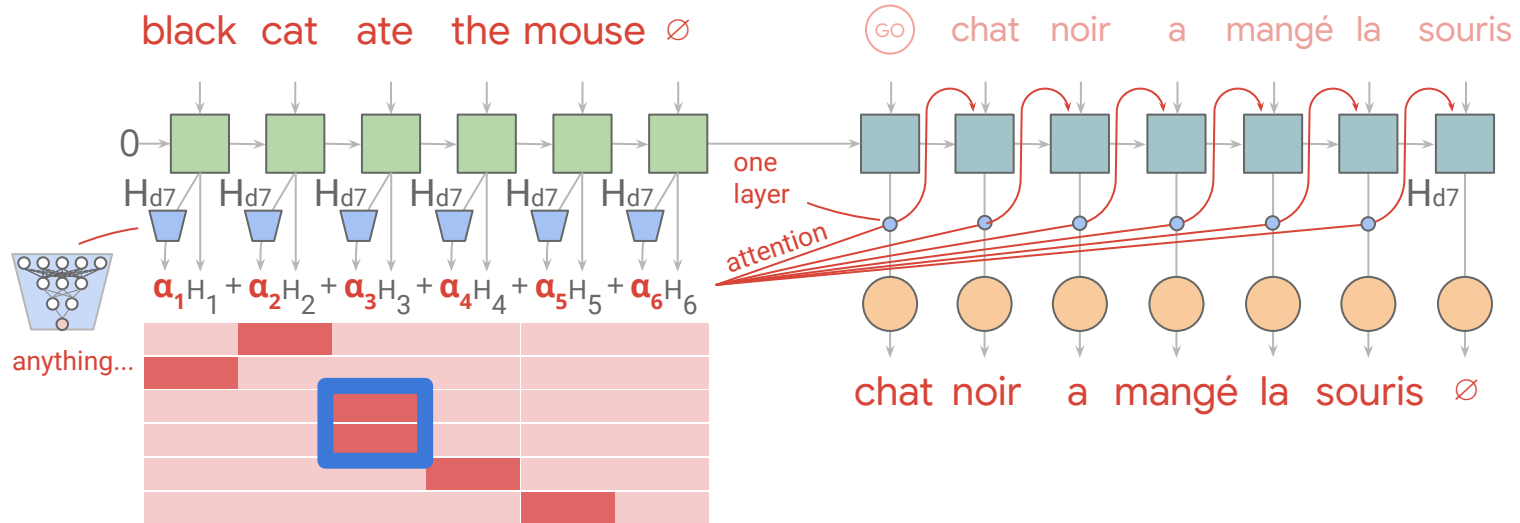 black cat ate the mouse ∅
GO chat noir a mangé la souris
0
one
layer
Hd7 Hd7 Hd7 Hd7 Hd7 Hd7
Hd7
attention
α1H1 + α2H2 + α3H3 + α4H4 + α5H5 + α6H6
anything...
chat noir a mangé la souris ∅